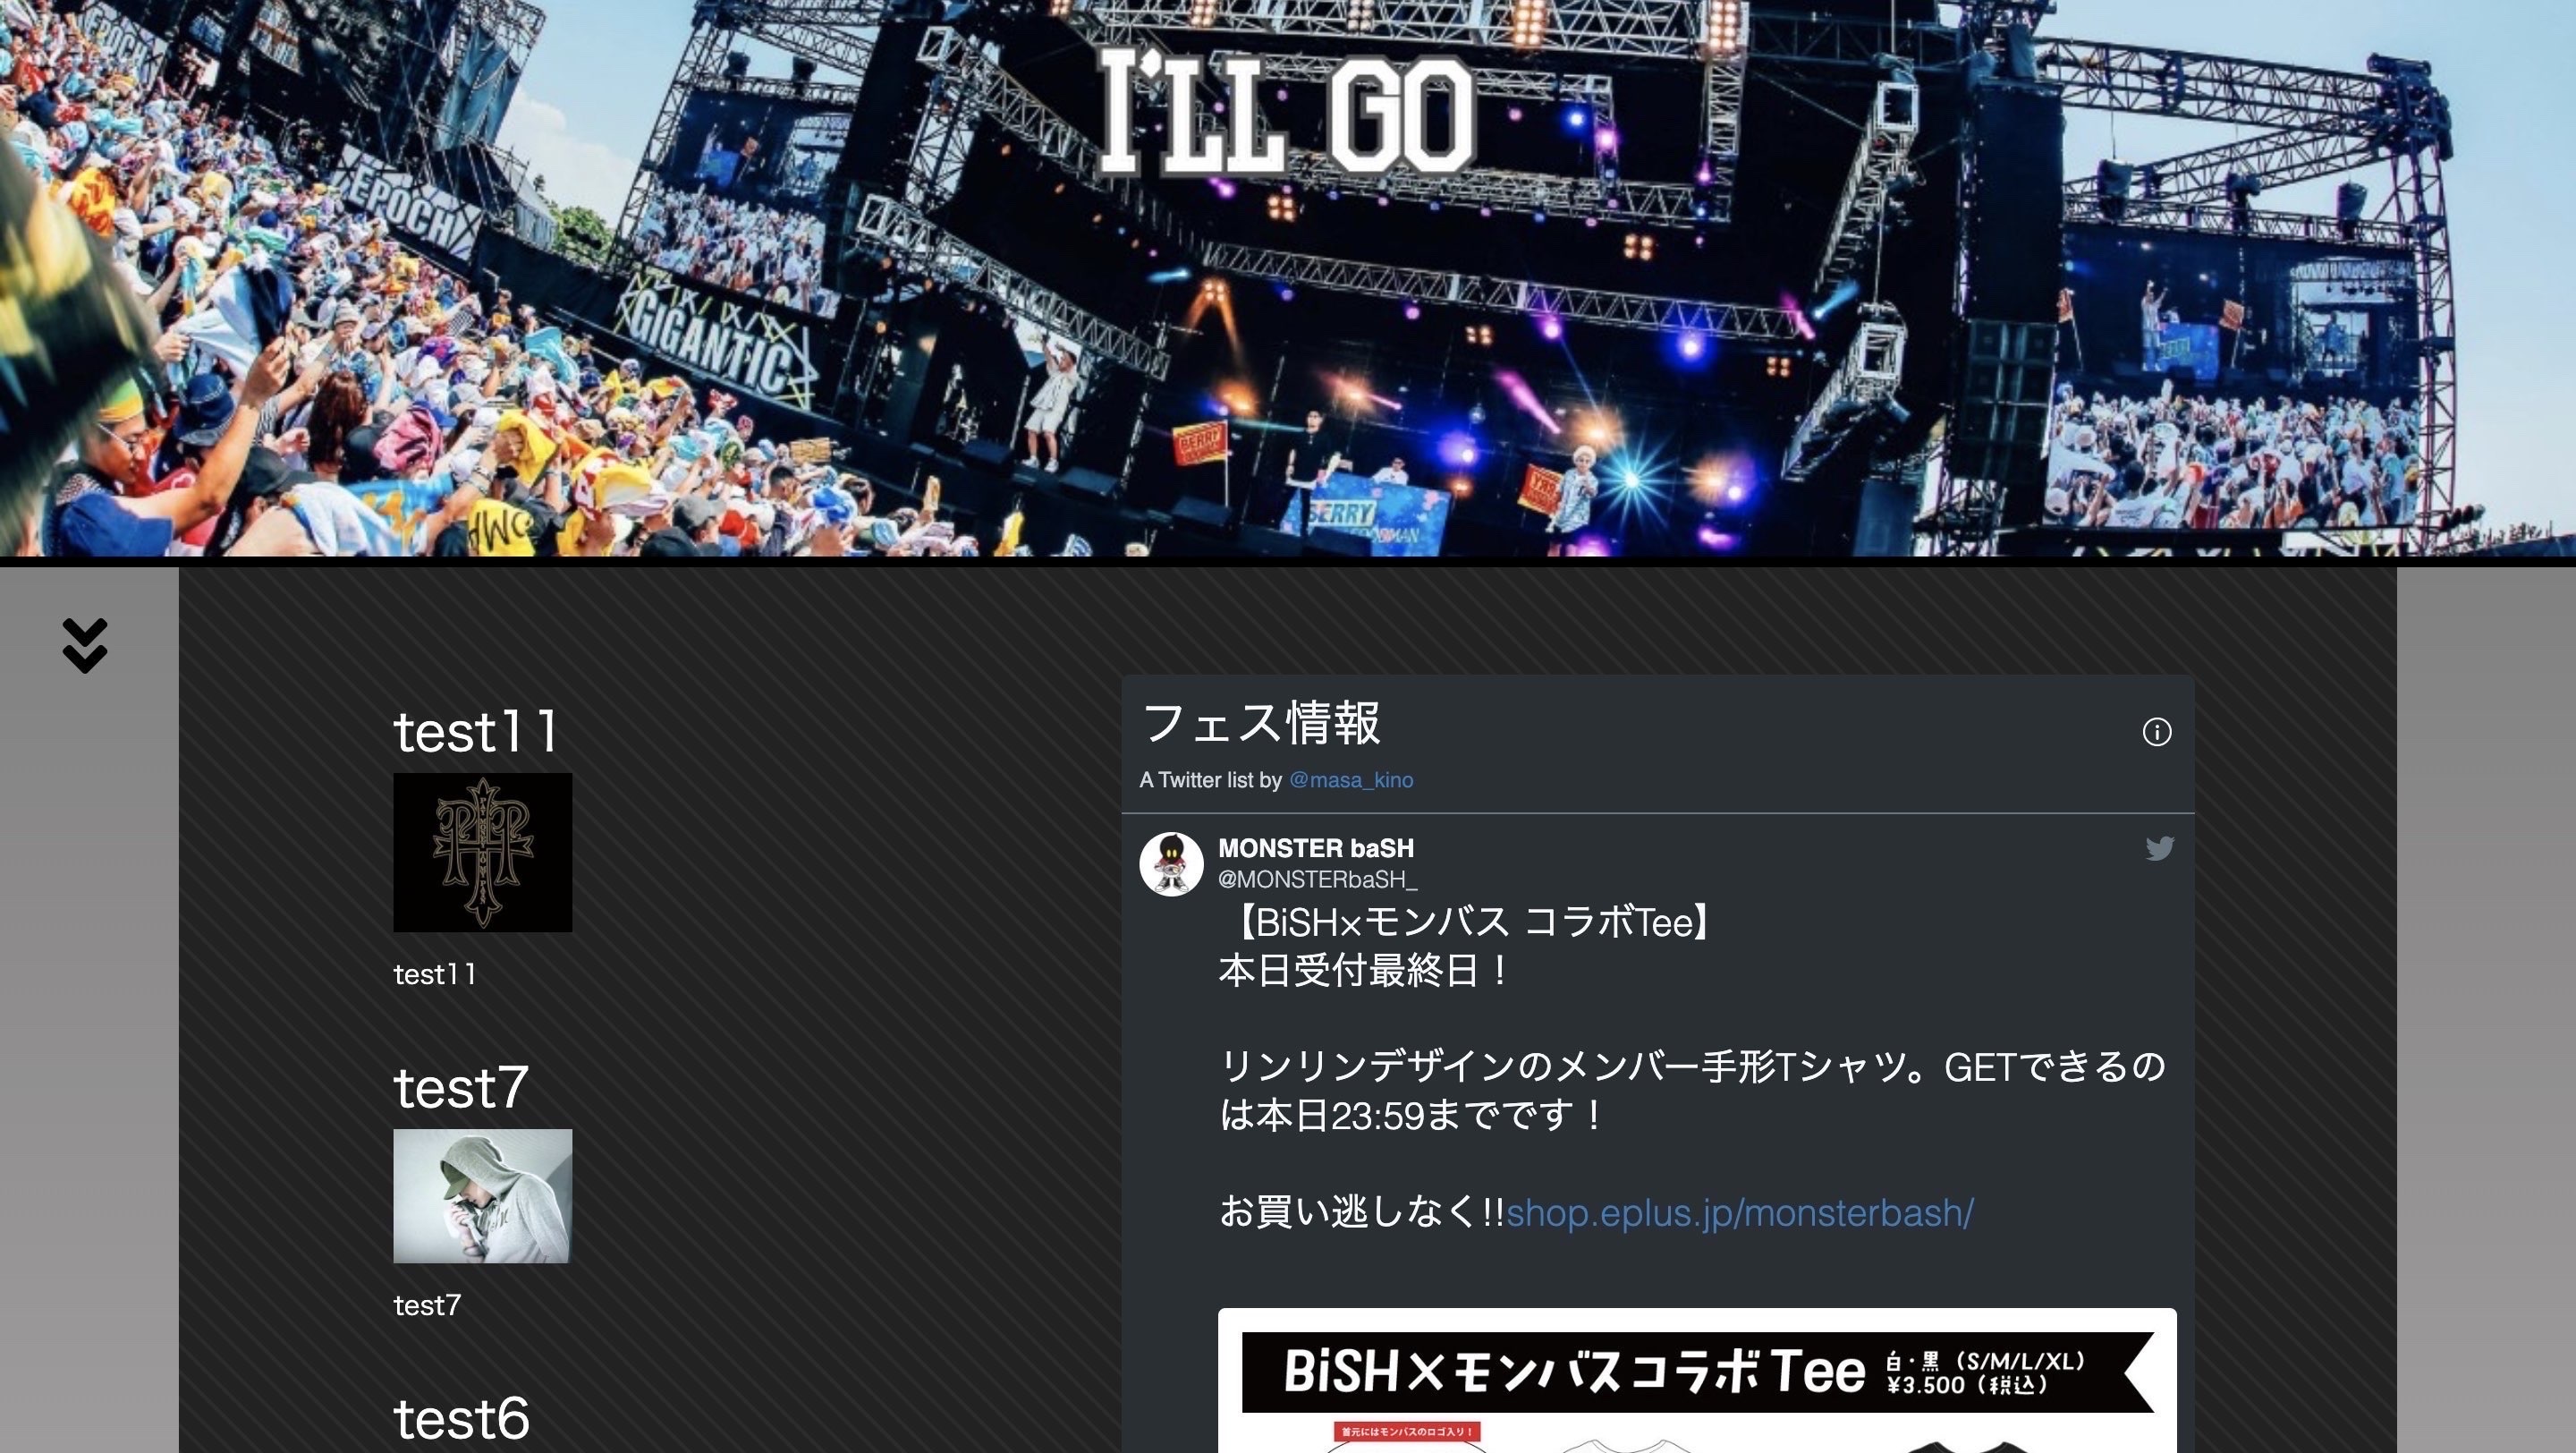 I'LL GO
EPOCH
GIGANTIC
BERRY
BERRY
test11
test11
test7
test7
test6
フェス情報
A Twitter list by @masa_kino
MONSTER baSH
@MONSTERbaSH_
【BiSH×モンバス コラボTee】
本日受付最終日！
リンリンデザインのメンバー手形Tシャツ。GETできるの
は本日23:59までです！
お買い逃しなく!!shop.eplus.jp/monsterbash/
BiSH×モンバスコラボTee 白・黒（S/M/L/XL）
¥3.500（税込）
首元にはモンバスのロゴ入り！